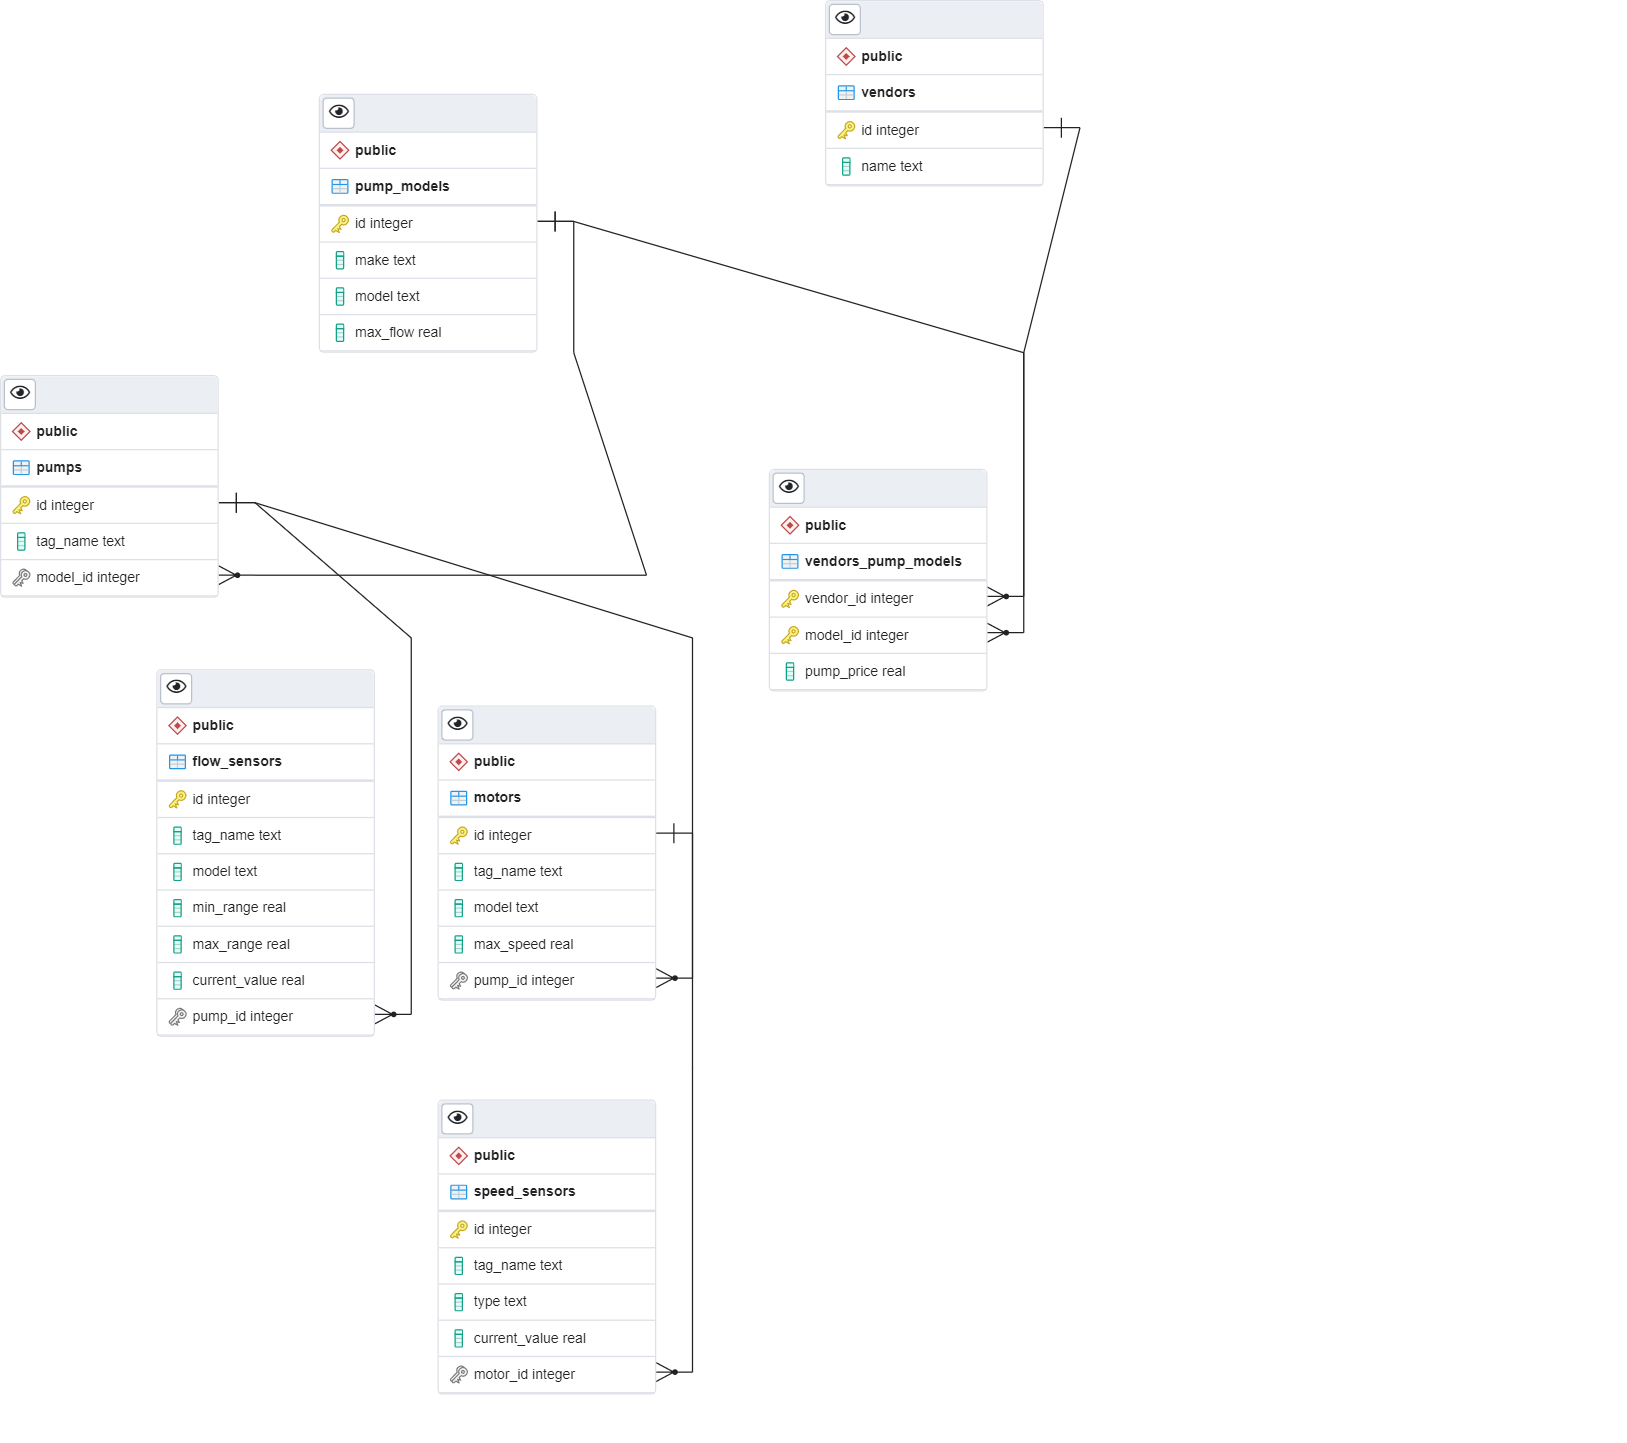 public
vendors
id integer
name text
public
pump_models
id integer
make text
model text
max_flow real
public
pumps
id integer
tag_name text
model_id integer
public
vendors_pump_models
vendor_id integer
model_id integer
pump_price real
public
flow_sensors
id integer
tag_name text
model text
min_range real
max_range real
current_value real
pump_id integer
public
motors
id integer
tag_name text
model text
max_speed real
pump_id integer
public
speed_sensors
id integer
tag_name text
type text
current_value real
motor_id integer